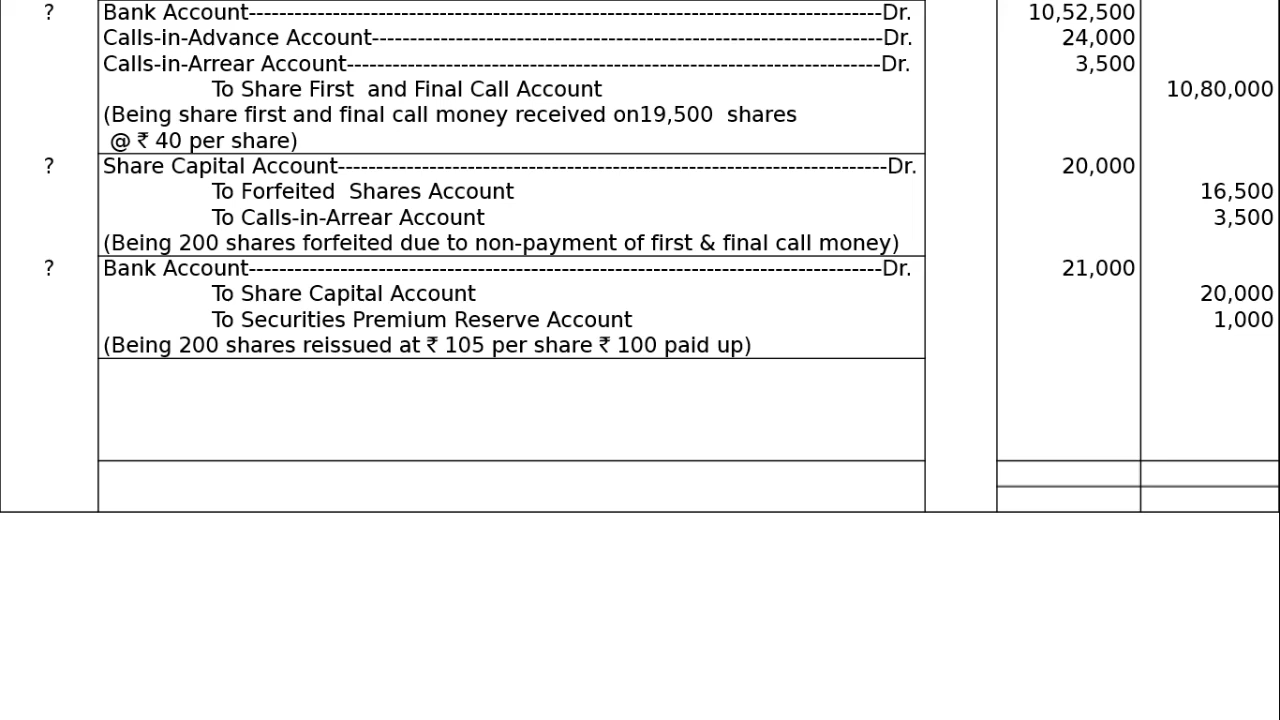 ? Bank Account-----------------------------------------------------------------------------------Dr. 10,52,500
Calls-in-Advance Account-------------------------------------------------------------------Dr. 24,000
Calls-in-Arrear Account----------------------------------------------------------------------Dr. 3,500
To Share First and Final Call Account 10,80,000
(Being share first and final call money received on19,500 shares
@ ₹ 40 per share)
? Share Capital Account------------------------------------------------------------------------Dr. 20,000
To Forfeited Shares Account 16,500
To Calls-in-Arrear Account 3,500
(Being 200 shares forfeited due to non-payment of first & final call money)
? Bank Account-----------------------------------------------------------------------------------Dr. 21,000
To Share Capital Account 20,000
To Securities Premium Reserve Account 1,000
(Being 200 shares reissued at ₹ 105 per share ₹ 100 paid up)